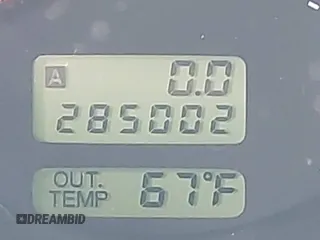 A 0.0
285002
OUT. TEMP 67°F
DREAMBID